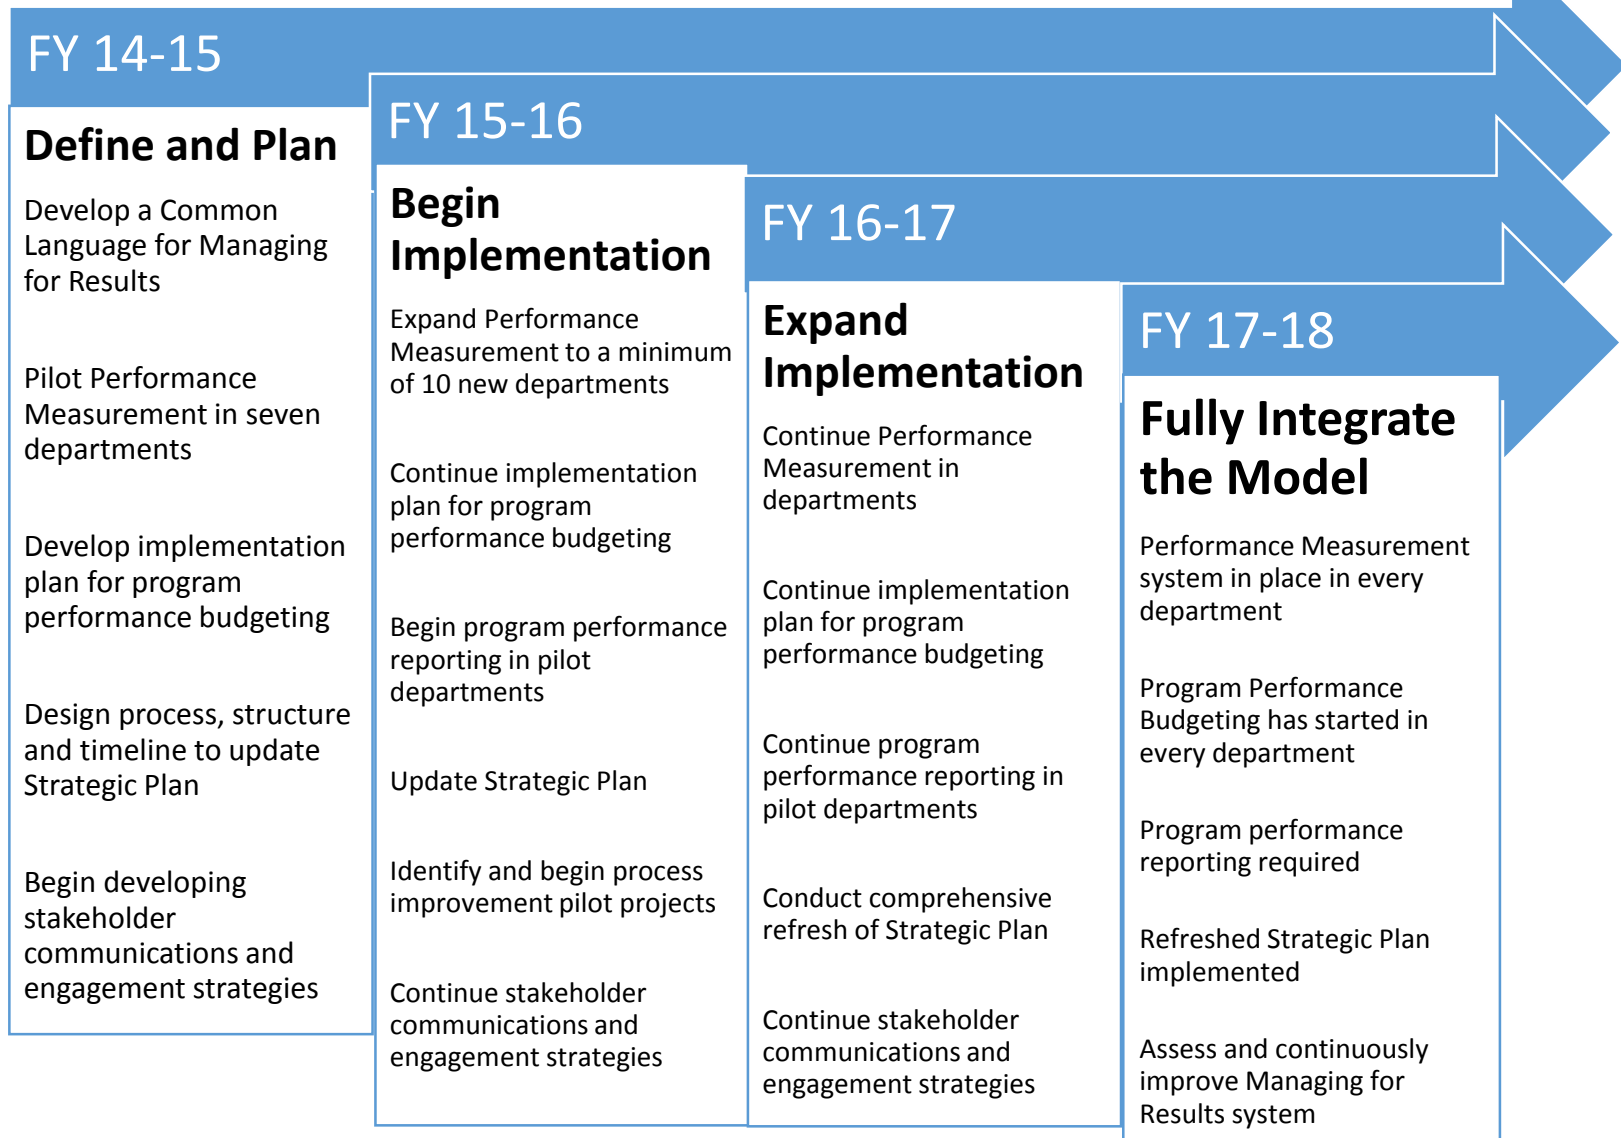 FY 14-15
Define and Plan
Develop a Common
Language for Managing
for Results
Pilot Performance
Measurement in seven
departments
Develop implementation
plan for program
performance budgeting
Design process, structure
and timeline to update
Strategic Plan
Begin developing
stakeholder
communications and
engagement strategies
FY 15-16
Begin
Implementation
Expand Performance
Measurement to a minimum
of 10 new departments
Continue implementation
plan for program
performance budgeting
Begin program performance
reporting in pilot
departments
Update Strategic Plan
Identify and begin process
improvement pilot projects
Continue stakeholder
communications and
engagement strategies
FY 16-17
Expand
Implementation
Continue Performance
Measurement in
departments
Continue implementation
plan for program
performance budgeting
Continue program
performance reporting in
pilot departments
Conduct comprehensive
refresh of Strategic Plan
Continue stakeholder
communications and
engagement strategies
FY 17-18
Fully Integrate
the Model
Performance Measurement
system in place in every
department
Program Performance
Budgeting has started in
every department
Program performance
reporting required
Refreshed Strategic Plan
implemented
Assess and continuously
improve Managing for
Results system